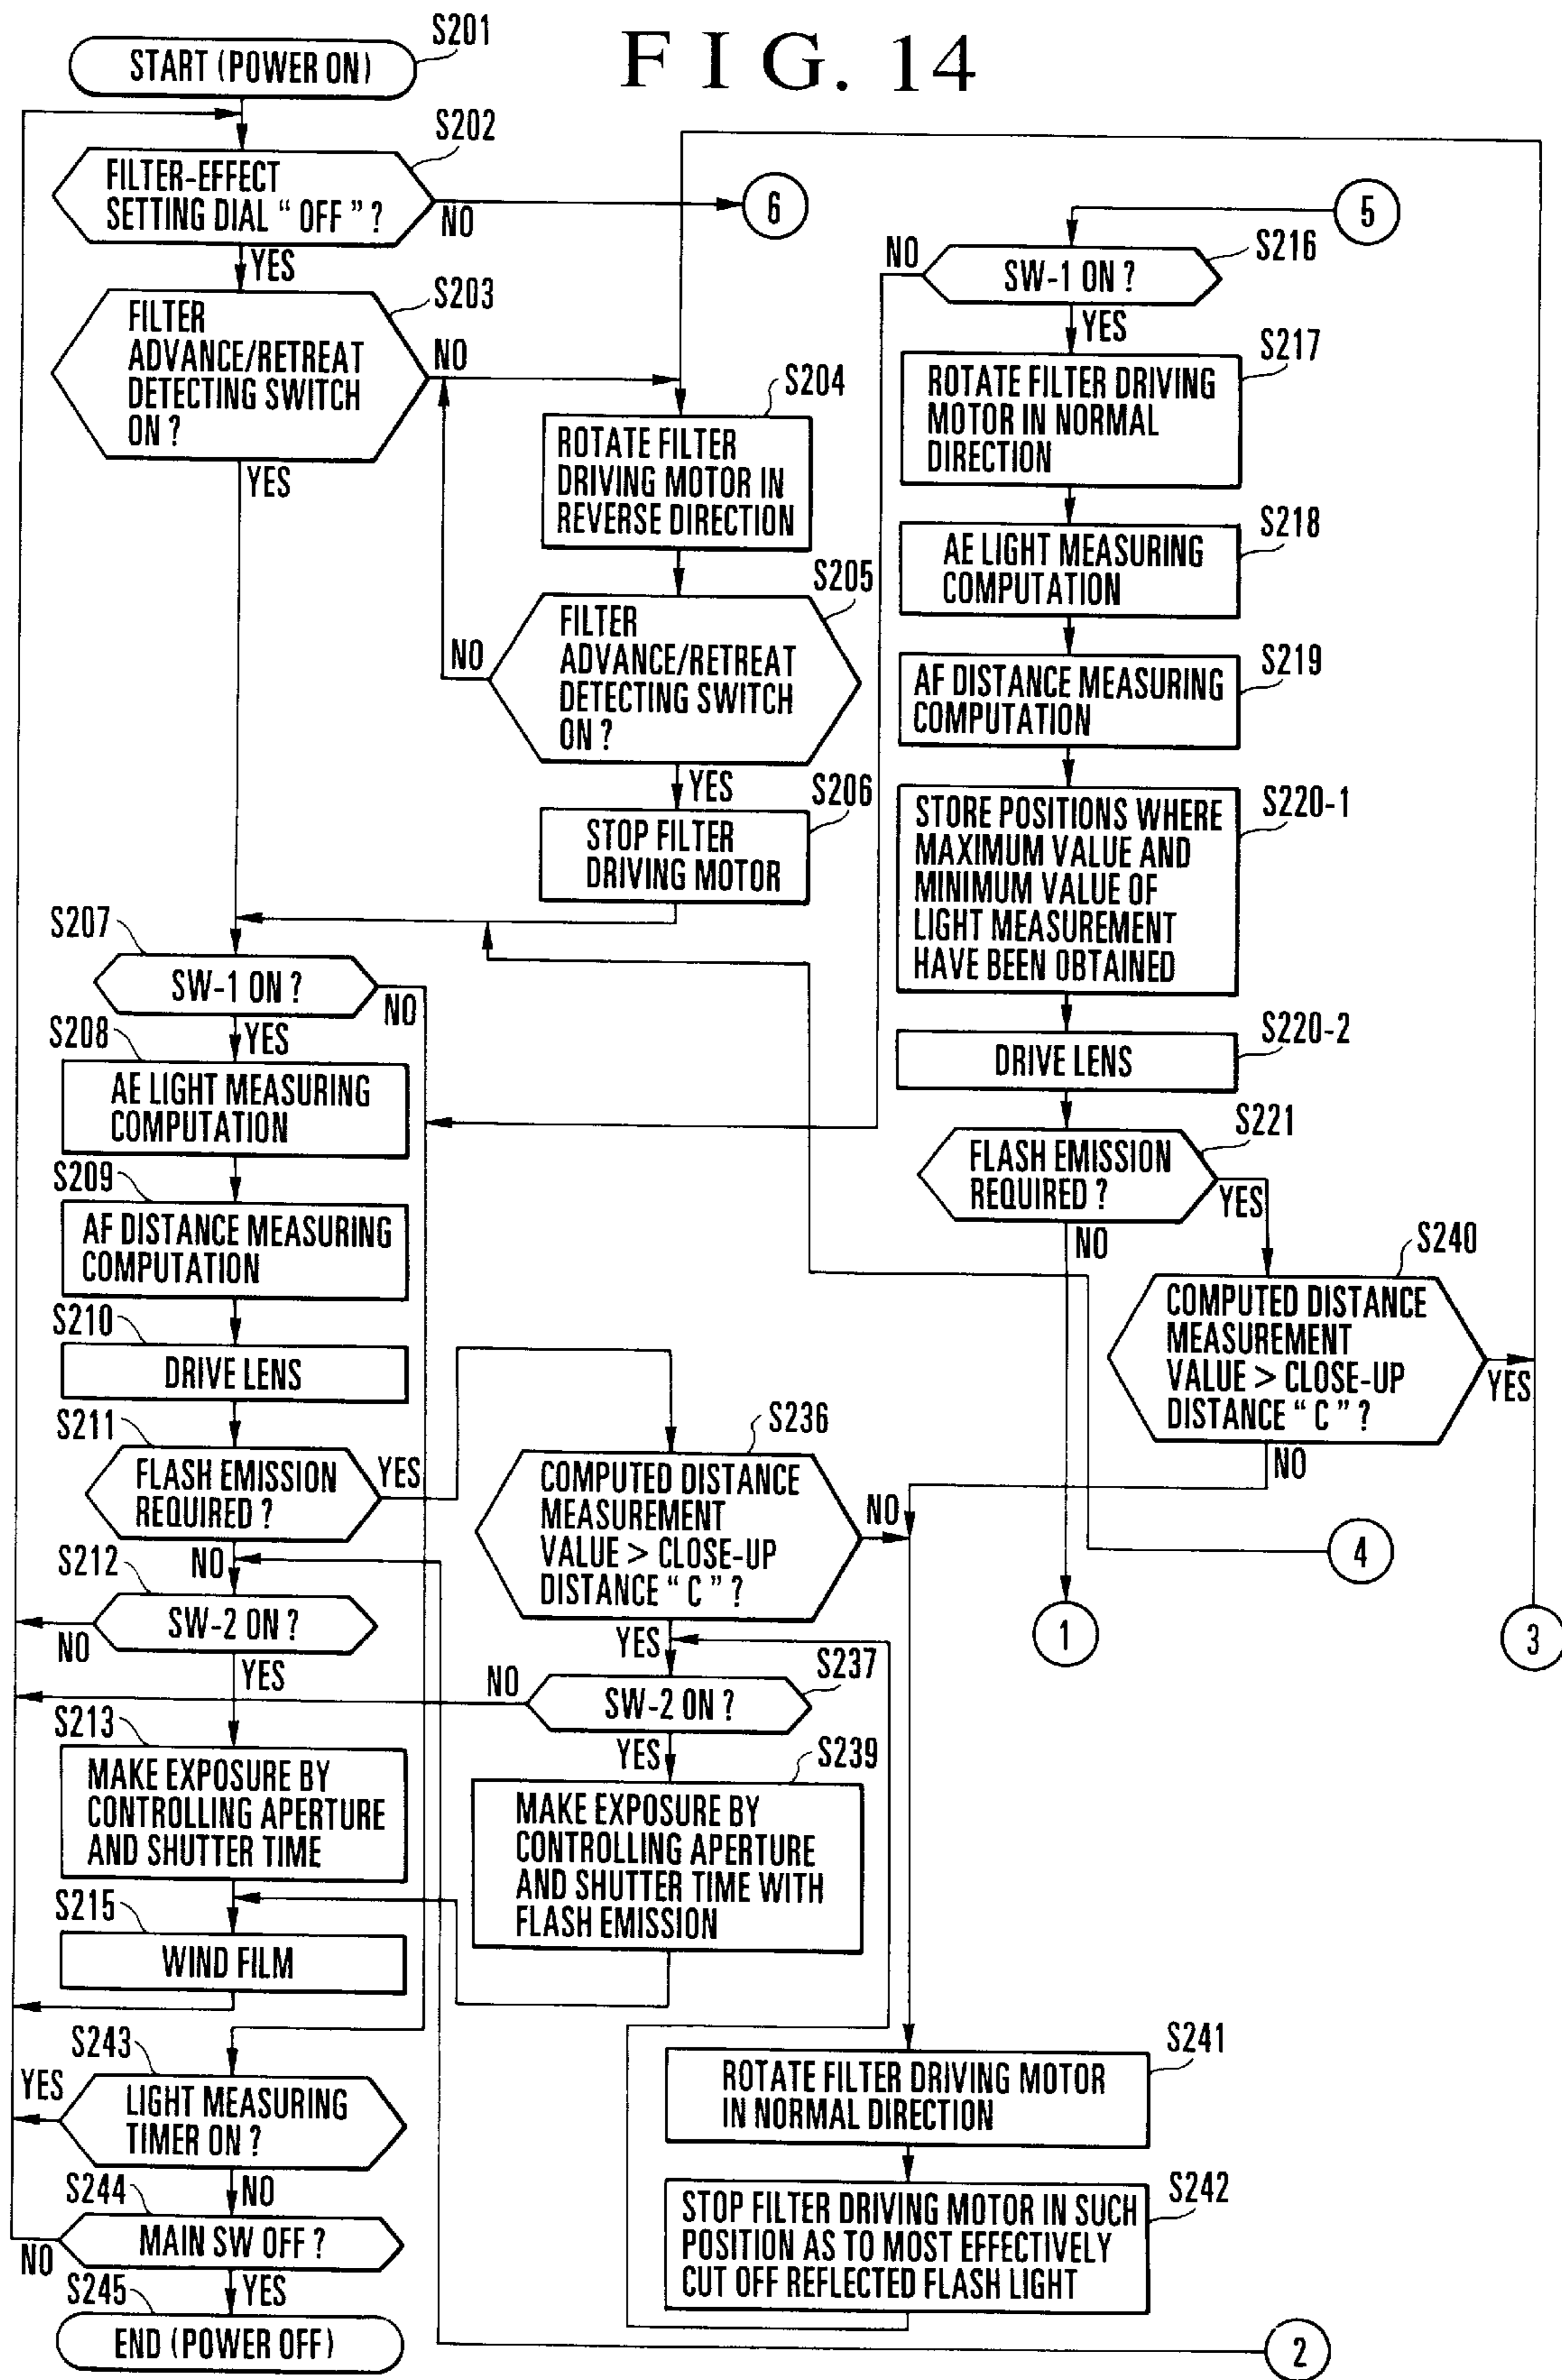 FIG. 14
START (POWER ON)
S201
FILTER-EFFECT
SETTING DIAL " OFF " ?
S202
NO
6
YES
FILTER
ADVANCE/RETREAT
DETECTING SWITCH
ON ?
S203
NO
YES
S204
ROTATE FILTER
DRIVING MOTOR IN
REVERSE DIRECTION
S205
FILTER
ADVANCE/RETREAT
DETECTING SWITCH
ON ?
NO
YES
S206
STOP FILTER
DRIVING MOTOR
S207
SW-1 ON ?
NO
YES
S208
AE LIGHT MEASURING
COMPUTATION
S209
AF DISTANCE MEASURING
COMPUTATION
S210
DRIVE LENS
S211
FLASH EMISSION
REQUIRED ?
YES
NO
S212
SW-2 ON ?
NO
YES
S213
MAKE EXPOSURE BY
CONTROLLING APERTURE
AND SHUTTER TIME
S215
WIND FILM
S243
YES
LIGHT MEASURING
TIMER ON ?
NO
S244
MAIN SW OFF ?
NO
YES
S245
END (POWER OFF)
5
S216
NO
SW-1 ON ?
YES
S217
ROTATE FILTER DRIVING
MOTOR IN NORMAL
DIRECTION
S218
AE LIGHT MEASURING
COMPUTATION
S219
AF DISTANCE MEASURING
COMPUTATION
S220-1
STORE POSITIONS WHERE
MAXIMUM VALUE AND
MINIMUM VALUE OF
LIGHT MEASUREMENT
HAVE BEEN OBTAINED
S220-2
DRIVE LENS
S221
FLASH EMISSION
REQUIRED ?
YES
NO
S240
COMPUTED DISTANCE
MEASUREMENT
VALUE > CLOSE-UP
DISTANCE " C " ?
YES
NO
S236
COMPUTED DISTANCE
MEASUREMENT
VALUE > CLOSE-UP
DISTANCE " C " ?
NO
YES
4
1
3
S237
NO
SW-2 ON ?
YES
S239
MAKE EXPOSURE BY
CONTROLLING APERTURE
AND SHUTTER TIME WITH
FLASH EMISSION
S241
ROTATE FILTER DRIVING MOTOR
IN NORMAL DIRECTION
S242
STOP FILTER DRIVING MOTOR IN SUCH
POSITION AS TO MOST EFFECTIVELY
CUT OFF REFLECTED FLASH LIGHT
2